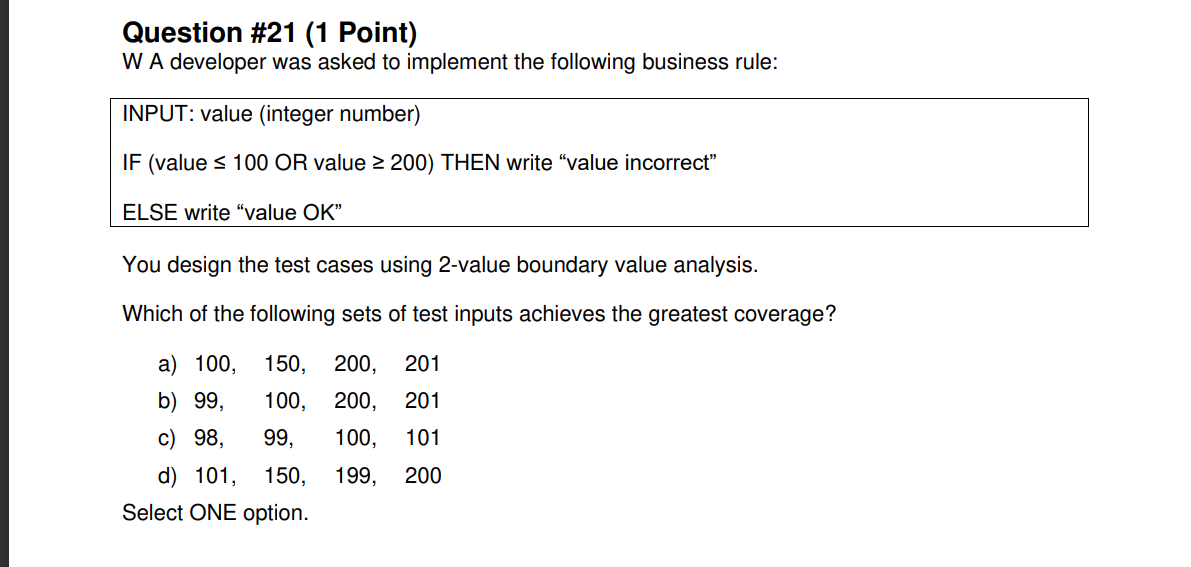 Question #21 (1 Point)
W A developer was asked to implement the following business rule:
INPUT: value (integer number)
IF (value ≤ 100 OR value ≥ 200) THEN write “value incorrect”
ELSE write “value OK”
You design the test cases using 2-value boundary value analysis.
Which of the following sets of test inputs achieves the greatest coverage?
a) 100, 150, 200, 201
b) 99, 100, 200, 201
c) 98, 99, 100, 101
d) 101, 150, 199, 200
Select ONE option.